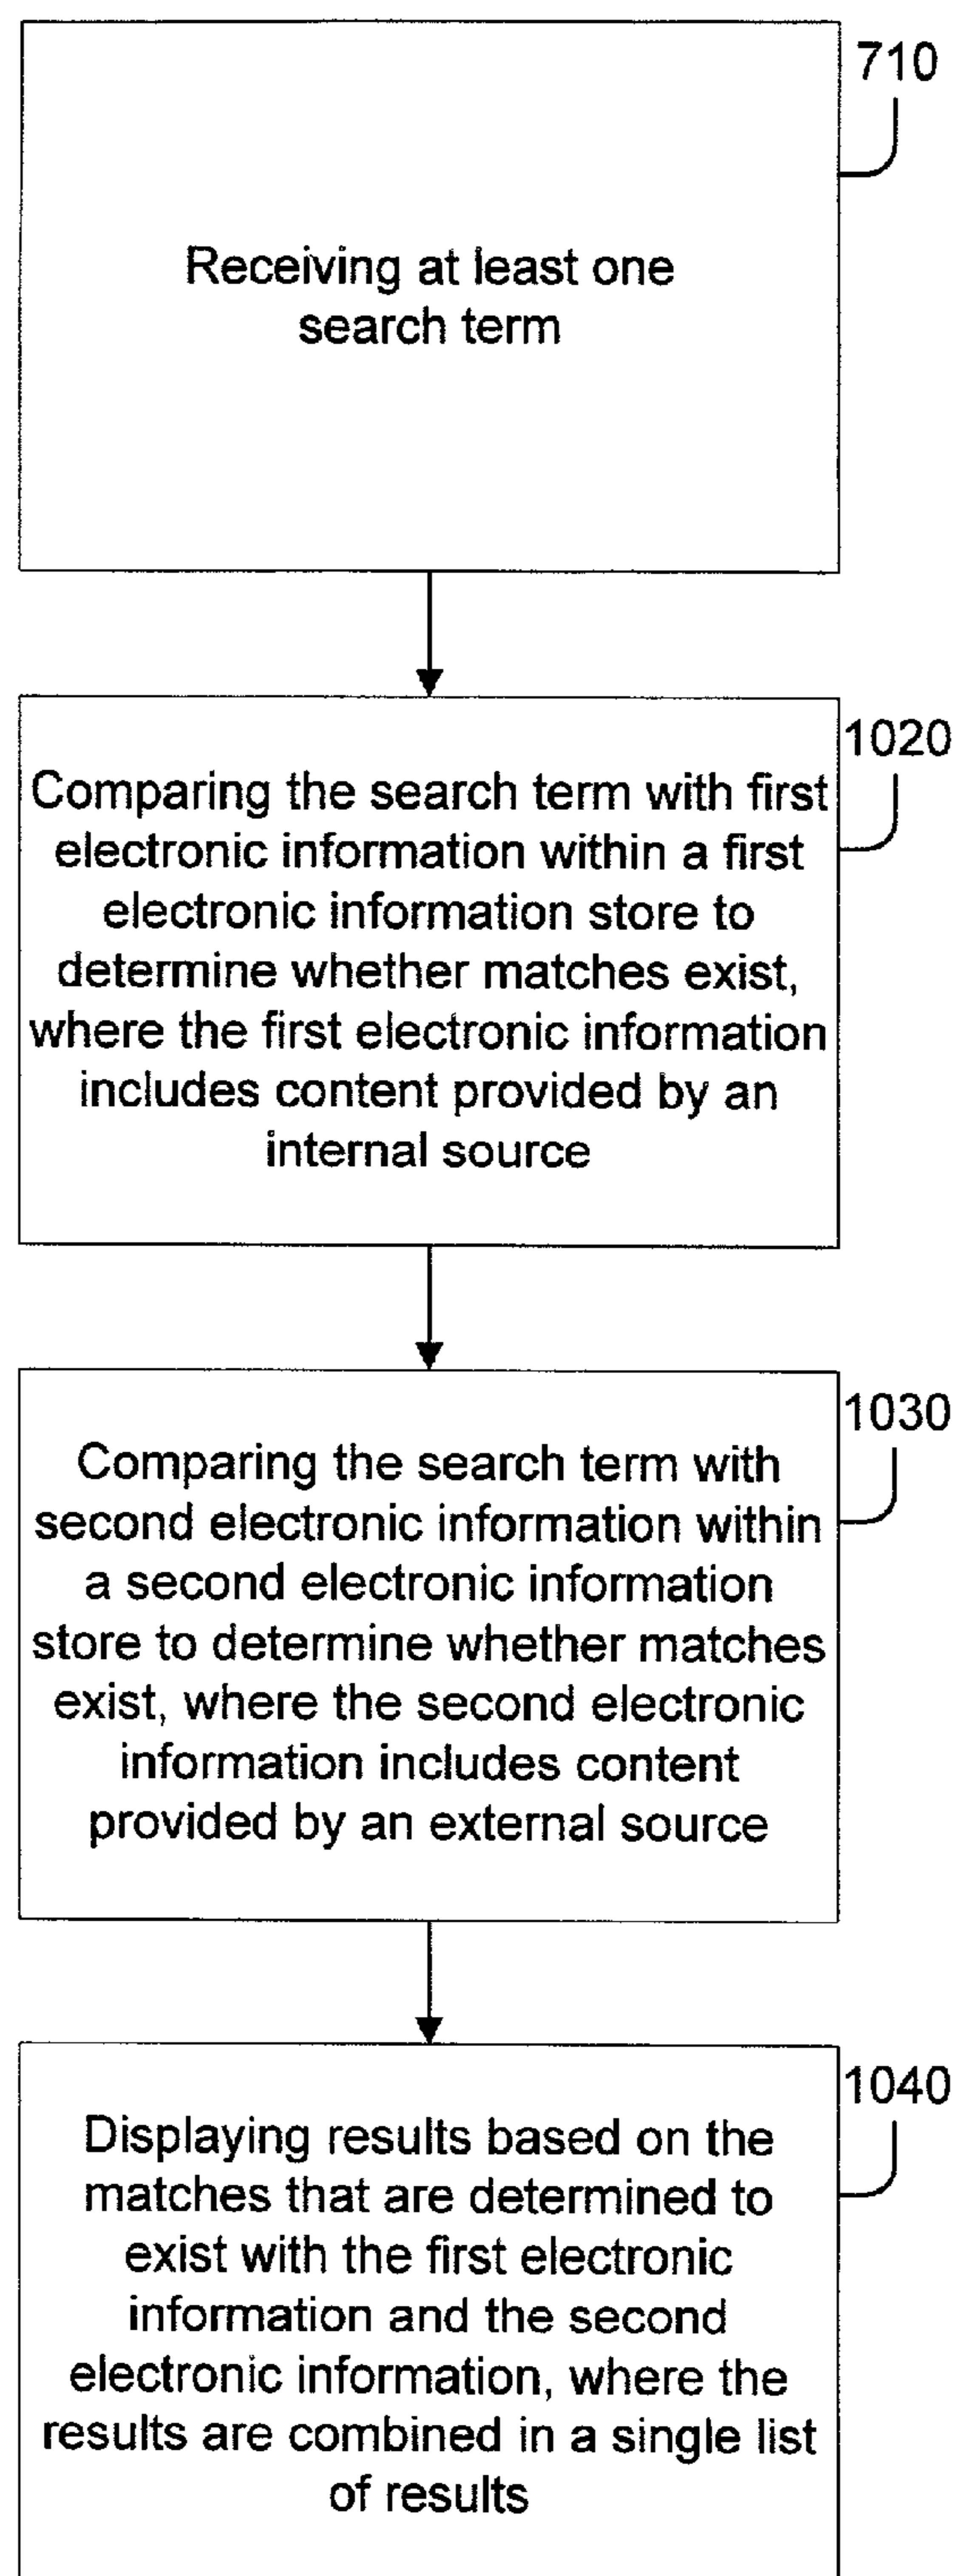 710
Receiving at least one
search term
1020
Comparing the search term with first
electronic information within a first
electronic information store to
determine whether matches exist,
where the first electronic information
includes content provided by an
internal source
1030
Comparing the search term with
second electronic information within
a second electronic information
store to determine whether matches
exist, where the second electronic
information includes content
provided by an external source
1040
Displaying results based on the
matches that are determined to
exist with the first electronic
information and the second
electronic information, where the
results are combined in a single list
of results